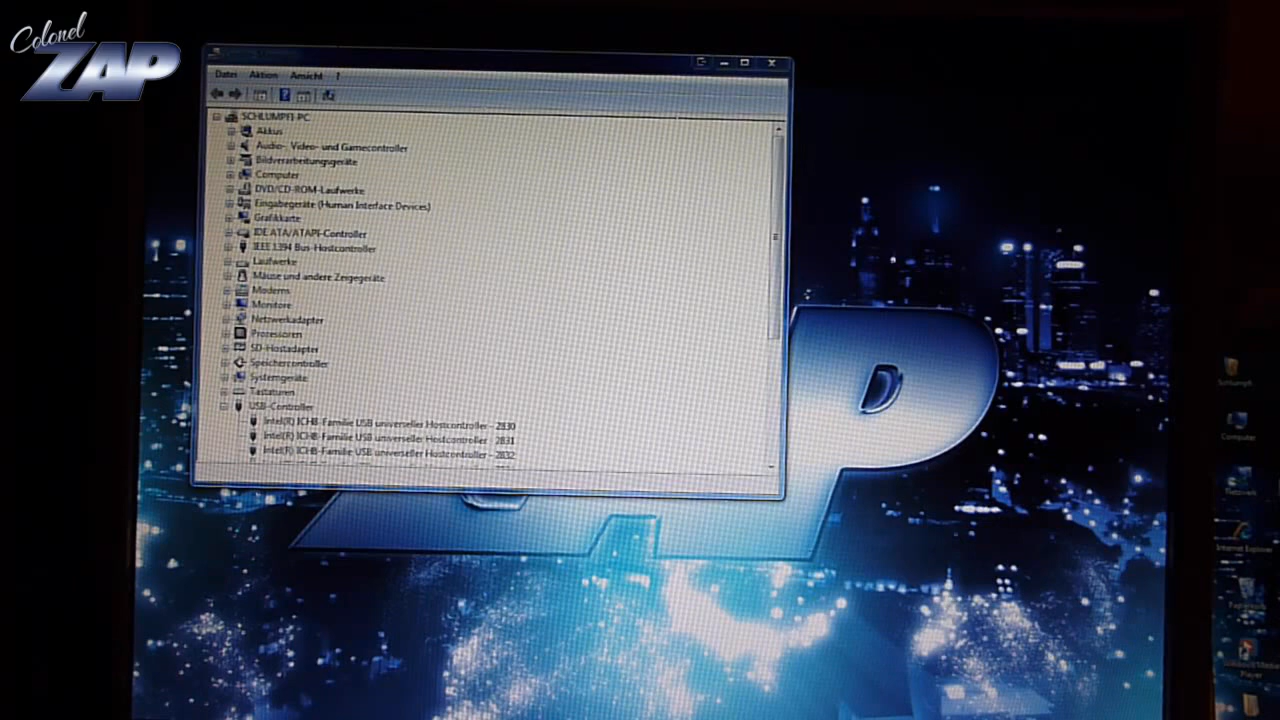 Colonel
ZAP
Datei Aktion Ansicht ?
SCHLUMPF1-PC
Akkus
Audio-, Video- und Gamecontroller
Bildverarbeitungsgeräte
Computer
DVD/CD-ROM-Laufwerke
Eingabegeräte (Human Interface Devices)
Grafikkarte
IDE ATA/ATAPI-Controller
IEEE 1394 Bus-Hostcontroller
Laufwerke
Mäuse und andere Zeigegeräte
Modems
Monitore
Netzwerkadapter
Prozessoren
SD-Hostadapter
Speichercontroller
Systemgeräte
Tastaturen
USB-Controller
Intel(R) ICH8-Familie USB universeller Hostcontroller - 2830
Intel(R) ICH8-Familie USB universeller Hostcontroller - 2831
Intel(R) ICH8-Familie USB universeller Hostcontroller - 2832
Computer
Netzwerk
Internet Explorer
Player